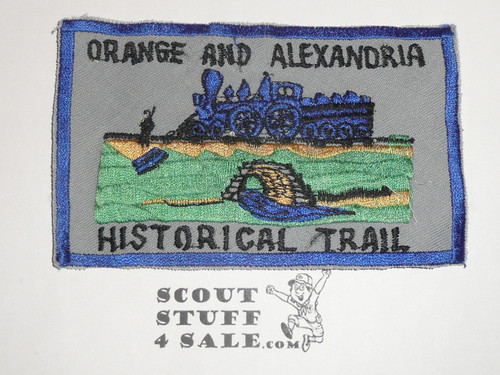 ORANGE AND ALEXANDRIA
HISTORICAL TRAIL
SCOUT
STUFF
4 SALE.com